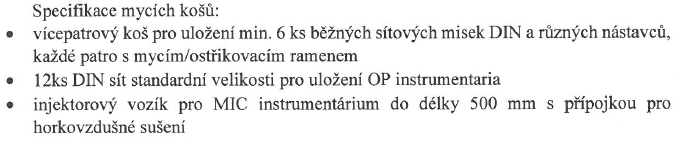 Specifikace mycích košů:
• vícepatrový koš pro uložení min. 6 ks běžných sítových misek DIN a různých nástavců,
každé patro s mycím/ostřikovacím ramenem
• 12ks DIN sít standardní velikosti pro uložení OP instrumentaria
• injektorový vozík pro MIC instrumentárium do délky 500 mm s přípojkou pro
horkovzdušné sušení